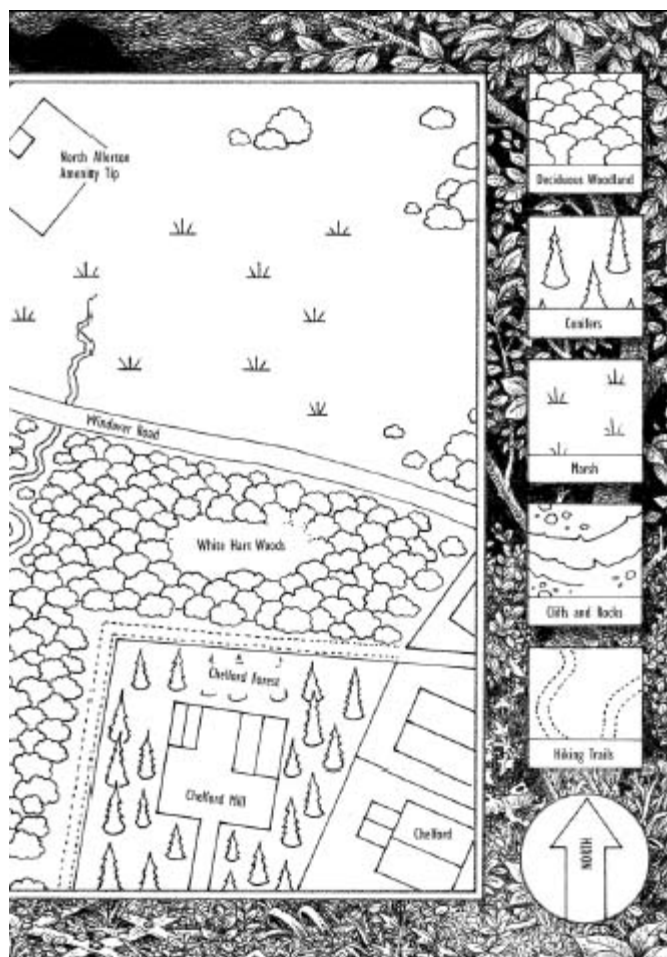 North Allerton
Amenity Tip
Windover Road
White Hart Woods
Chelford Forest
Chelford Mill
Chelford
Deciduous Woodland
Conifers
Marsh
Cliffs and Rocks
Hiking Trails
NORTH